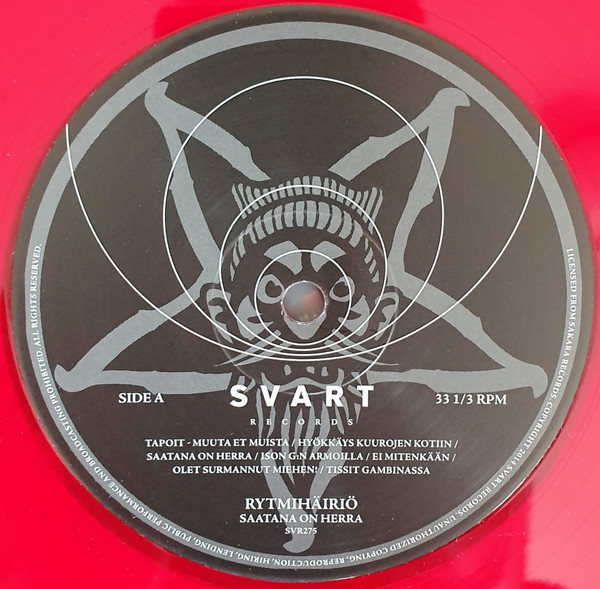 SIDE A
SVART
RECORDS
33 1/3 RPM
TAPOIT - MUUTA ET MUISTA / HYÖKKÄYS KUUROJEN KOTIIN /
SAATANA ON HERRA / ISON G:N ARMOILLA / EI MITENKÄÄN /
OLET SURMANNUT MIEHEN! / TISSIT GAMBINASSA
RYTMIHÄIRIÖ
SAATANA ON HERRA
SVR275
LICENSED FROM SAKARA RECORDS. COPYRIGHT 2014 SVART RECORDS. UNAUTHORIZED COPYING, REPRODUCTION, HIRING, LENDING, PUBLIC PERFORMANCE AND BROADCASTING PROHIBITED. ALL RIGHTS RESERVED.